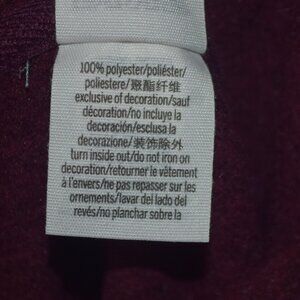 100% polyester/poliéster/
poliestere/聚酯纤维
exclusive of decoration/sauf
décoration/no incluye la
decoración/esclusa la
decorazione/装饰除外
turn inside out/do not iron on
decoration/retourner le vêtement
à l'envers/ne pas repasser sur les
ornements/lavar del lado del
revés/no planchar sobre la